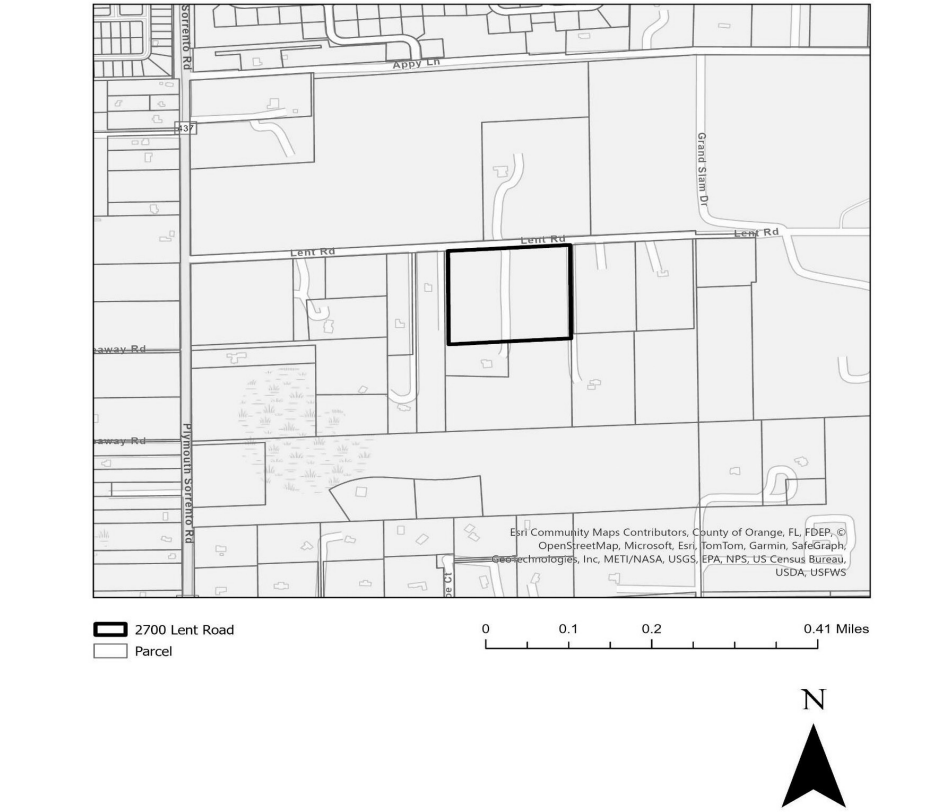 Sorrento Rd
Appy Ln
437
Grand Slam Dr
Lent Rd
Lent Rd
Lent Rd
away Rd
away Rd
Plymouth Sorrento Rd
Esri Community Maps Contributors, County of Orange, FL, FDEP, ©
OpenStreetMap, Microsoft, Esri, TomTom, Garmin, SafeGraph,
GeoTechnologies, Inc, METI/NASA, USGS, EPA, NPS, US Census Bureau,
USDA, USFWS
oe Ct
2700 Lent Road
Parcel
0 0.1 0.2 0.41 Miles
N